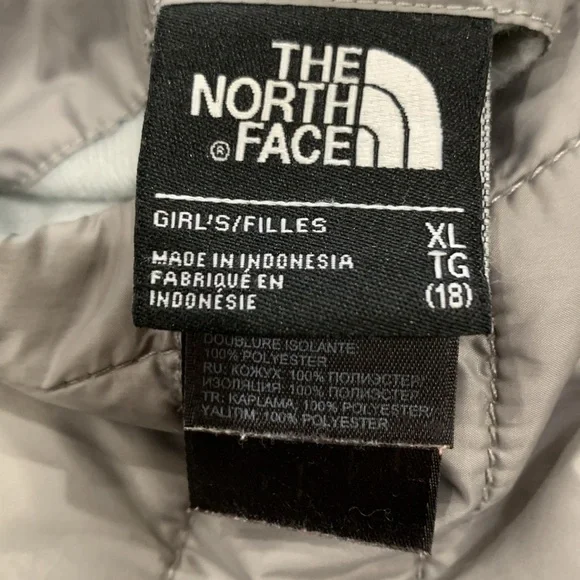 THE
NORTH
® FACE
GIRL'S/FILLES
XL
TG
(18)
MADE IN INDONESIA
FABRIQUÉ EN
INDONÉSIE
DOUBLURE ISOLANTE:
100% POLYESTER
RU: КОЖУХ: 100% ПОЛИЭСТЕР/
ИЗОЛЯЦИЯ: 100% ПОЛИЭСТЕР/
TR: KAPLAMA, 100% POLYESTER/
YALITIM, 100% POLYESTER